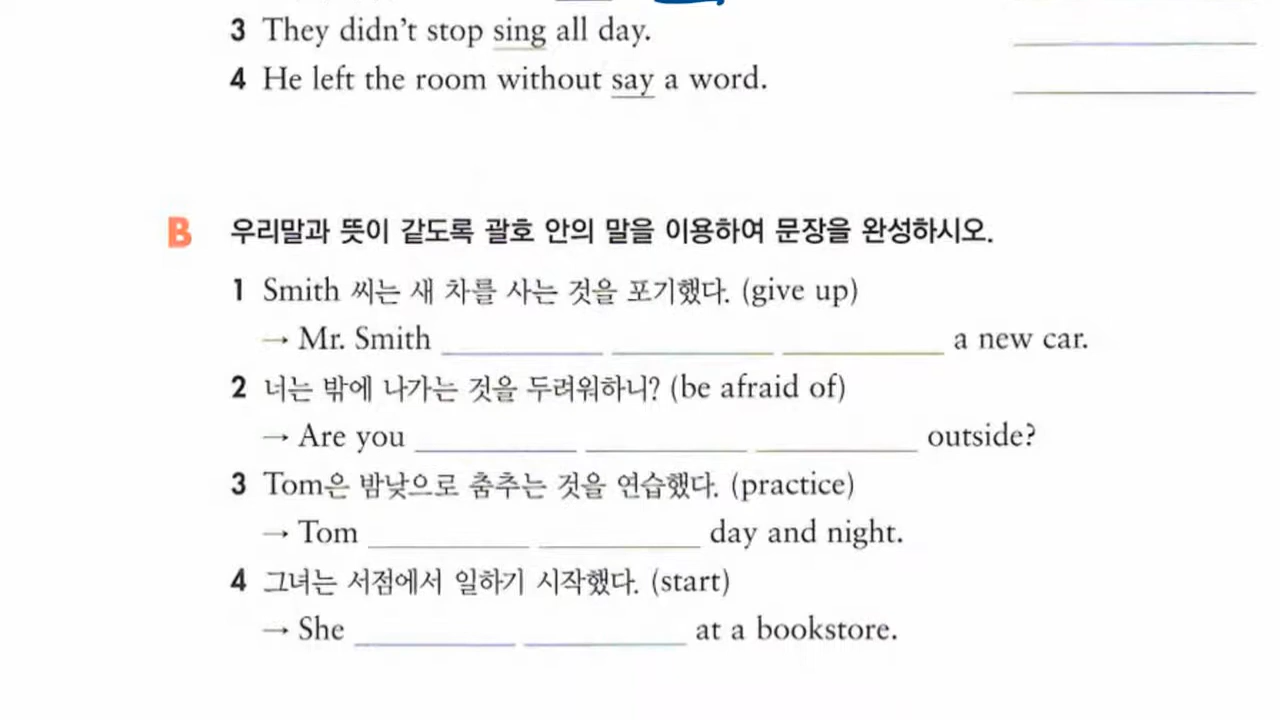 3 They didn't stop sing all day.
4 He left the room without say a word.
B 우리말과 뜻이 같도록 괄호 안의 말을 이용하여 문장을 완성하시오.
1 Smith 씨는 새 차를 사는 것을 포기했다. (give up)
→ Mr. Smith a new car.
2 너는 밖에 나가는 것을 두려워하니? (be afraid of)
→ Are you outside?
3 Tom은 밤낮으로 춤추는 것을 연습했다. (practice)
→ Tom day and night.
4 그녀는 서점에서 일하기 시작했다. (start)
→ She at a bookstore.